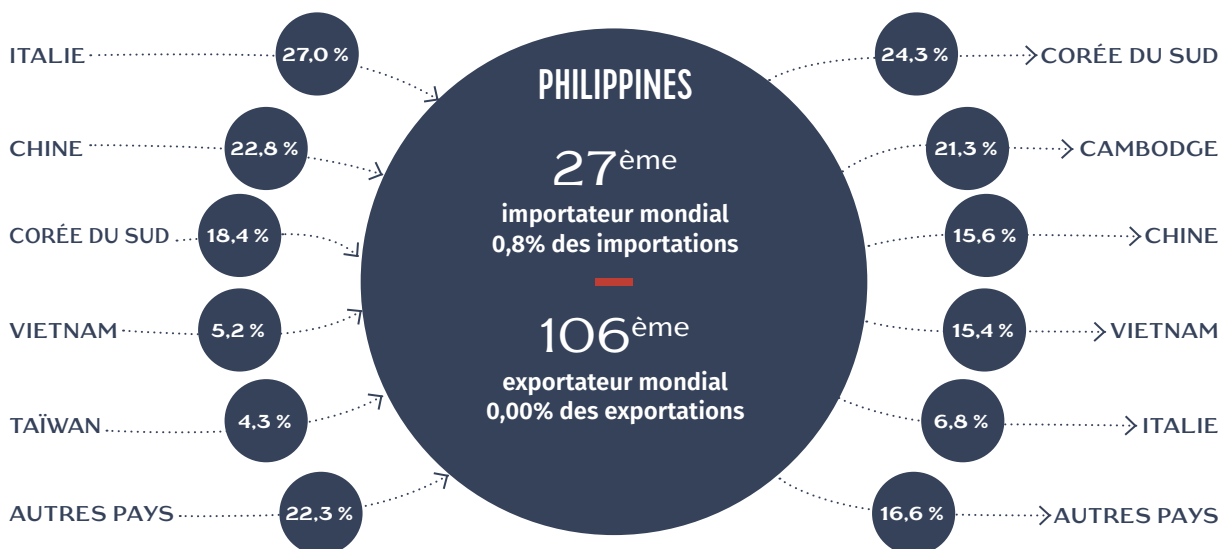 ITALIE
27,0 %
CHINE
22,8 %
CORÉE DU SUD
18,4 %
VIETNAM
5,2 %
TAÏWAN
4,3 %
AUTRES PAYS
22,3 %
PHILIPPINES
27ème
importateur mondial
0,8% des importations
106ème
exportateur mondial
0,00% des exportations
24,3 %
CORÉE DU SUD
21,3 %
CAMBODGE
15,6 %
CHINE
15,4 %
VIETNAM
6,8 %
ITALIE
16,6 %
AUTRES PAYS